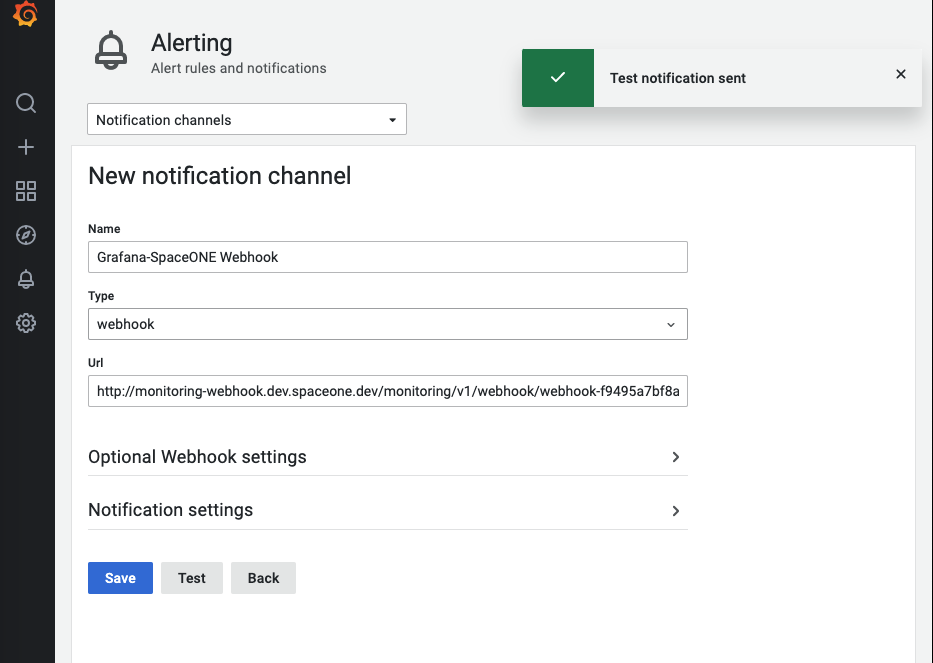 Alerting
Alert rules and notifications
Test notification sent
Notification channels
New notification channel
Name
Grafana-SpaceONE Webhook
Type
webhook
Url
http://monitoring-webhook.dev.spaceone.dev/monitoring/v1/webhook/webhook-f9495a7bf8a
Optional Webhook settings
Notification settings
Save
Test
Back